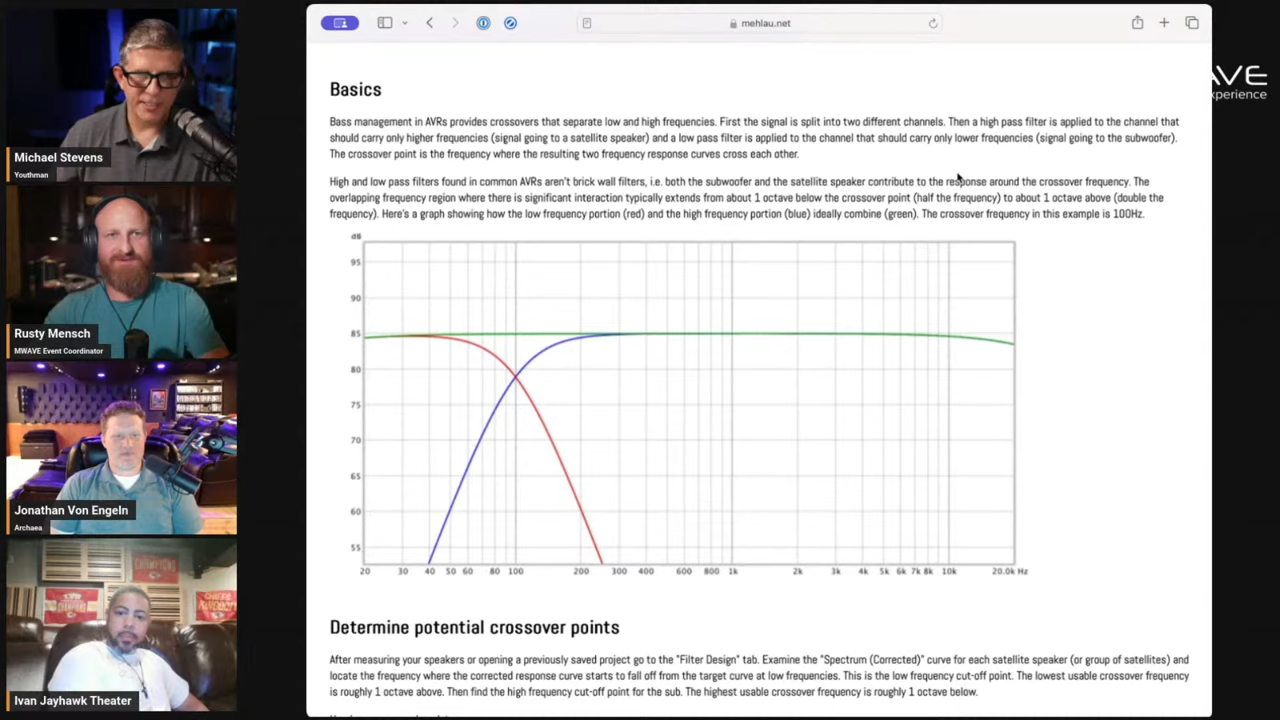 Michael Stevens
Youthman
Rusty Mensch
MWAVE Event Coordinator
Jonathan Von Engeln
Archaea
CHAMPIONS
CHIEFS
KINGDOM
Ivan Jayhawk Theater
mehlau.net
AVE
xperience
Basics
Bass management in AVRs provides crossovers that separate low and high frequencies. First the signal is split into two different channels. Then a high pass filter is applied to the channel that
should carry only higher frequencies (signal going to a satellite speaker) and a low pass filter is applied to the channel that should carry only lower frequencies (signal going to the subwoofer).
The crossover point is the frequency where the resulting two frequency response curves cross each other.
High and low pass filters found in common AVRs aren't brick wall filters, i.e. both the subwoofer and the satellite speaker contribute to the response around the crossover frequency. The
overlapping frequency region where there is significant interaction typically extends from about 1 octave below the crossover point (half the frequency) to about 1 octave above (double the
frequency). Here's a graph showing how the low frequency portion (red) and the high frequency portion (blue) ideally combine (green). The crossover frequency in this example is 100Hz.
dB
95
90
85
80
75
70
65
60
55
20 30 40 50 60 80 100 200 300 400 600 800 1k 2k 3k 4k 5k 6k 7k 8k 10k 20.0k Hz
Determine potential crossover points
After measuring your speakers or opening a previously saved project go to the "Filter Design" tab. Examine the "Spectrum (Corrected)" curve for each satellite speaker (or group of satellites) and
locate the frequency where the corrected response curve starts to fall off from the target curve at low frequencies. This is the low frequency cut-off point. The lowest usable crossover frequency
is roughly 1 octave above. Then find the high frequency cut-off point for the sub. The highest usable crossover frequency is roughly 1 octave below.